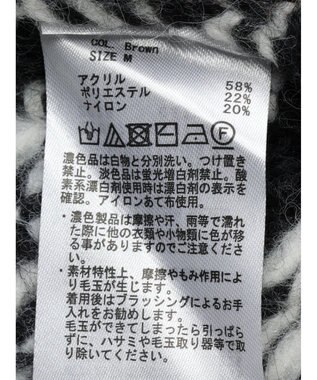 COL. Brown
SIZE M
アクリル 58%
ポリエステル 22%
ナイロン 20%
F
濃色品は白物と分別洗い。つけ置き
禁止。淡色品は蛍光増白剤禁止。酸
素系漂白剤使用時は漂白剤の表示を
確認。アイロンあて布使用。
・濃色製品は摩擦や汗、雨等で濡れ
た際に他の衣類や小物類に色が移
る事がありますのでご注意くださ
い。
・素材特性上、摩擦やもみ作用によ
り毛玉が生じます。
着用後はブラッシングによるお手
入れをお勧めします。
毛玉ができてしまったら引っぱら
ずに、ハサミや毛玉取り器等で取
り除いてください。